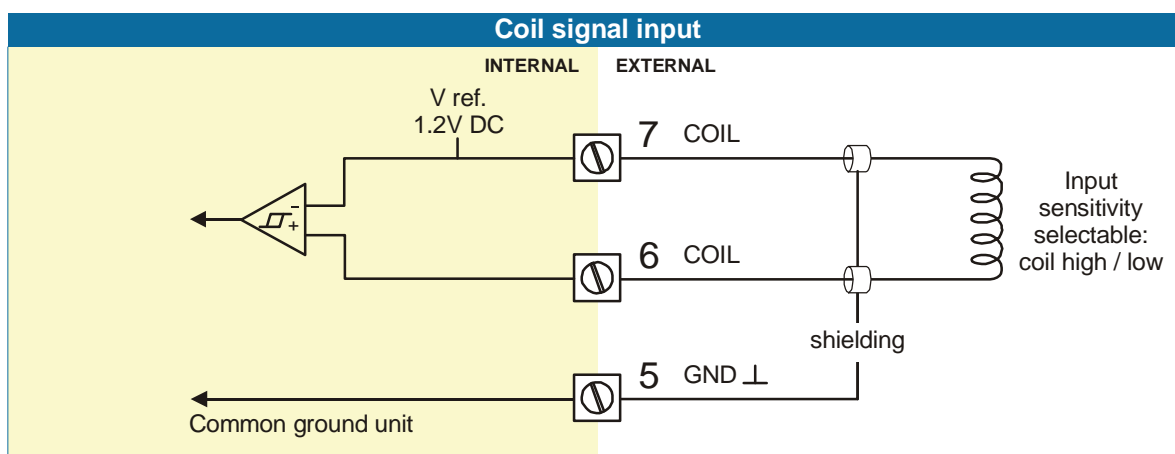 Coil signal input
INTERNAL
EXTERNAL
V ref.
1.2V DC
7 COIL
-
+
Input
sensitivity
selectable:
coil high / low
6 COIL
shielding
5 GND ⊥
Common ground unit